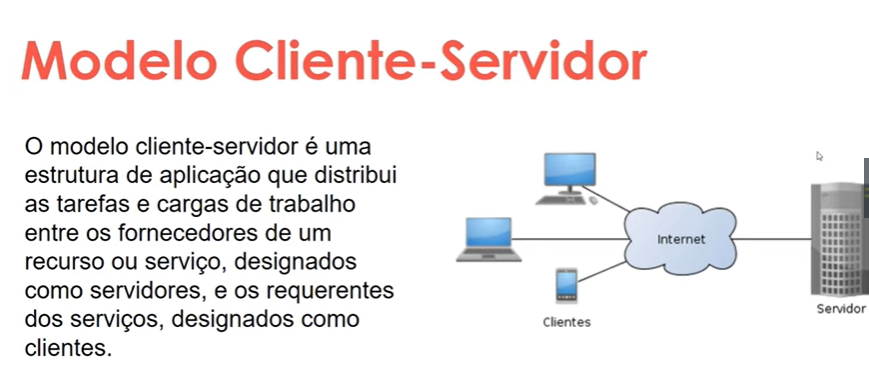 Modelo Cliente-Servidor
O modelo cliente-servidor é uma
estrutura de aplicação que distribui
as tarefas e cargas de trabalho
entre os fornecedores de um
recurso ou serviço, designados
como servidores, e os requerentes
dos serviços, designados como
clientes.
Internet
Clientes
Servidor